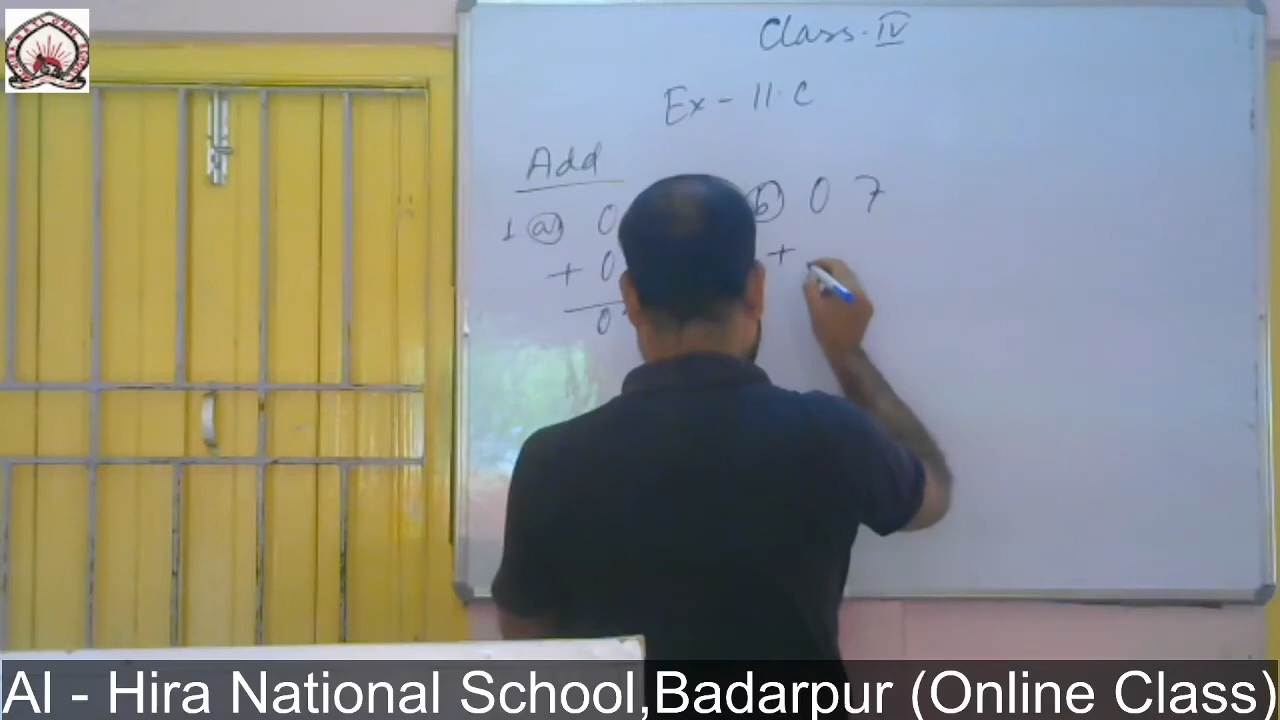 Class. IV
Ex - 11. C
Add
1 (a) 0
+ 0
0
(b) 0 7
+
Al - Hira National School,Badarpur (Online Class)